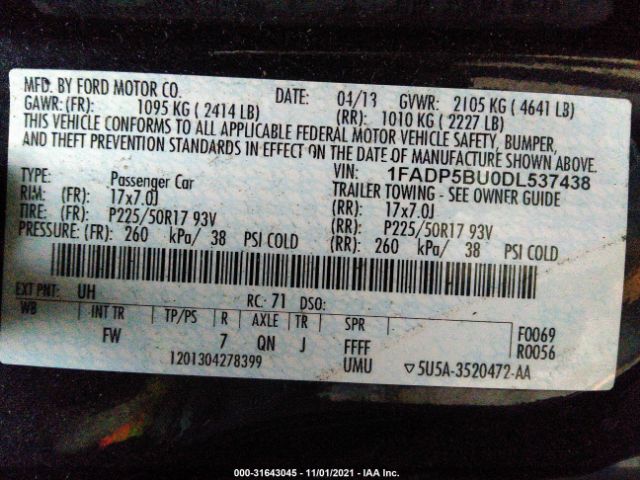 MFD. BY FORD MOTOR CO.
DATE: 04/13 GVWR: 2105 KG ( 4641 LB)
GAWR: (FR): 1095 KG ( 2414 LB) (RR): 1010 KG ( 2227 LB)
THIS VEHICLE CONFORMS TO ALL APPLICABLE FEDERAL MOTOR VEHICLE SAFETY, BUMPER,
AND THEFT PREVENTION STANDARDS IN EFFECT ON THE DATE OF MANUFACTURE SHOWN ABOVE.
VIN: 1FADP5BU0DL537438
TYPE: Passenger Car TRAILER TOWING - SEE OWNER GUIDE
RIM: (FR): 17x7.0J (RR): 17x7.0J
TIRE: (FR): P225/50R17 93V (RR): P225/50R17 93V
PRESSURE: (FR): 260 kPa/ 38 PSI COLD (RR): 260 kPa/ 38 PSI COLD
EXT PNT: UH RC: 71 DSO:
WB INT TR TP/PS R AXLE TR SPR F0069
FW 7 QN J FFFF R0056
1201304278399 UMU ▽5U5A-3520472-AA
000-31643045 - 11/01/2021 - IAA Inc.